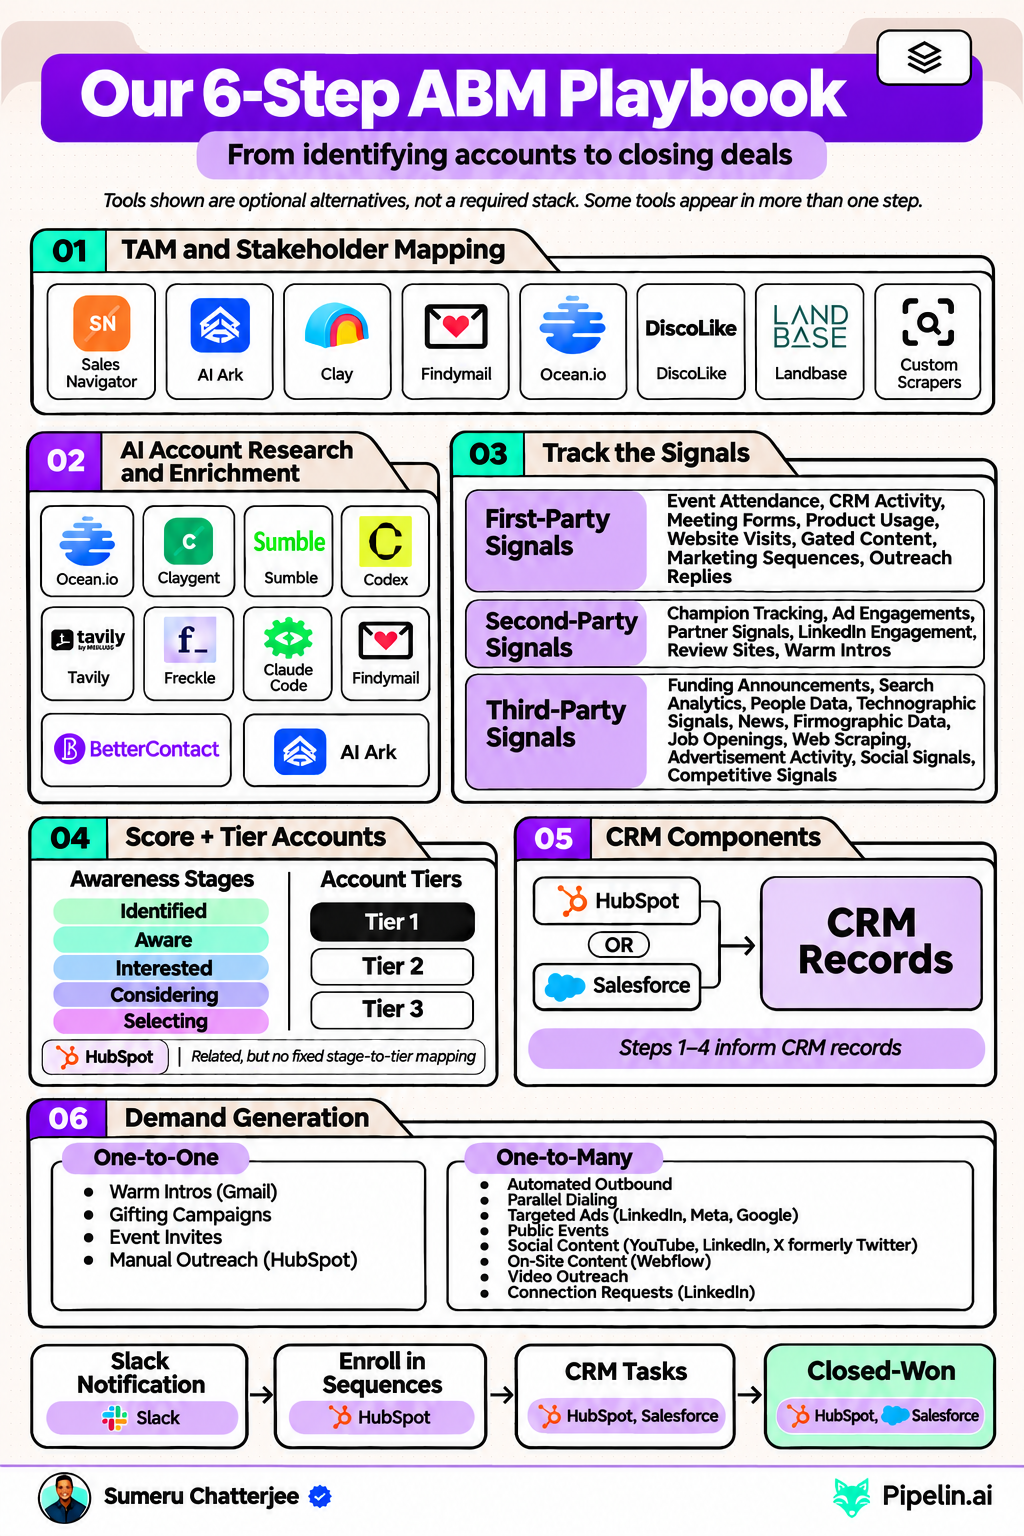 Our 6-Step ABM Playbook
From identifying accounts to closing deals
Tools shown are optional alternatives, not a required stack. Some tools appear in more than one step.
01 TAM and Stakeholder Mapping
SN
Sales
Navigator
AI Ark
Clay
Findymail
Ocean.io
DiscoLike
DiscoLike
LAND
BASE
Landbase
Custom
Scrapers
02 AI Account Research
and Enrichment
Ocean.io
C
Claygent
Sumble
Sumble
C
Codex
tavily
Tavily
f_
Freckle
Claude
Code
Findymail
B BetterContact
AI Ark
03 Track the Signals
First-Party
Signals
Event Attendance, CRM Activity,
Meeting Forms, Product Usage,
Website Visits, Gated Content,
Marketing Sequences, Outreach
Replies
Second-Party
Signals
Champion Tracking, Ad Engagements,
Partner Signals, LinkedIn Engagement,
Review Sites, Warm Intros
Third-Party
Signals
Funding Announcements, Search
Analytics, People Data, Technographic
Signals, News, Firmographic Data,
Job Openings, Web Scraping,
Advertisement Activity, Social Signals,
Competitive Signals
04 Score + Tier Accounts
Awareness Stages
Identified
Aware
Interested
Considering
Selecting
Account Tiers
Tier 1
Tier 2
Tier 3
HubSpot | Related, but no fixed stage-to-tier mapping
05 CRM Components
HubSpot
OR
Salesforce
CRM
Records
Steps 1–4 inform CRM records
06 Demand Generation
One-to-One
• Warm Intros (Gmail)
• Gifting Campaigns
• Event Invites
• Manual Outreach (HubSpot)
One-to-Many
• Automated Outbound
• Parallel Dialing
• Targeted Ads (LinkedIn, Meta, Google)
• Public Events
• Social Content (YouTube, LinkedIn, X formerly Twitter)
• On-Site Content (Webflow)
• Video Outreach
• Connection Requests (LinkedIn)
Slack
Notification
Slack
Enroll in
Sequences
HubSpot
CRM Tasks
HubSpot, Salesforce
Closed-Won
HubSpot, Salesforce
Sumeru Chatterjee
Pipelin.ai